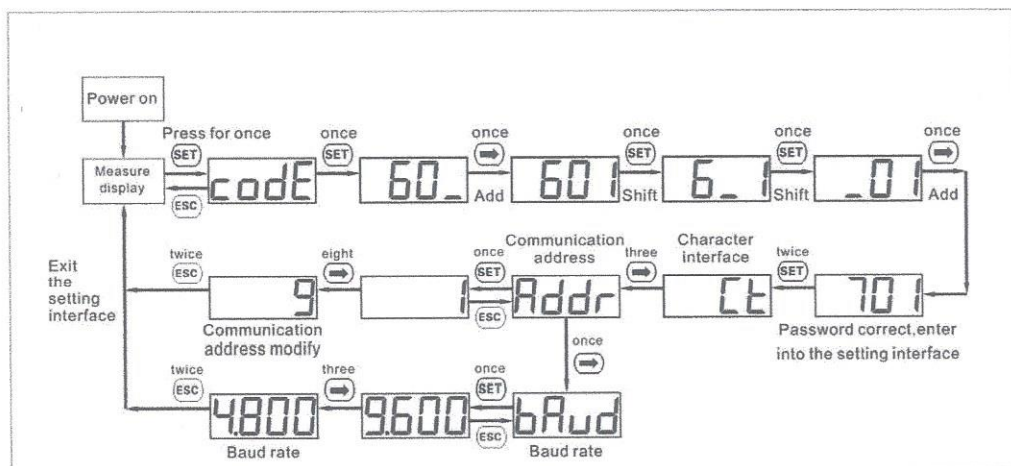 Power on
Press for once
once
once
once
once
once
SET
SET
➡
SET
SET
➡
Measure
display
codE
60_
601
6_1
_01
ESC
Add
Shift
Shift
Add
Exit
the
setting
interface
twice
ESC
eight
➡
once
SET
Communication
address
three
➡
Character
interface
twice
SET
9
1
Addr
Ct
701
ESC
Communication
address modify
Password correct,enter
into the setting interface
once
➡
twice
ESC
three
➡
once
SET
4.800
9.600
bAud
ESC
Baud rate
Baud rate